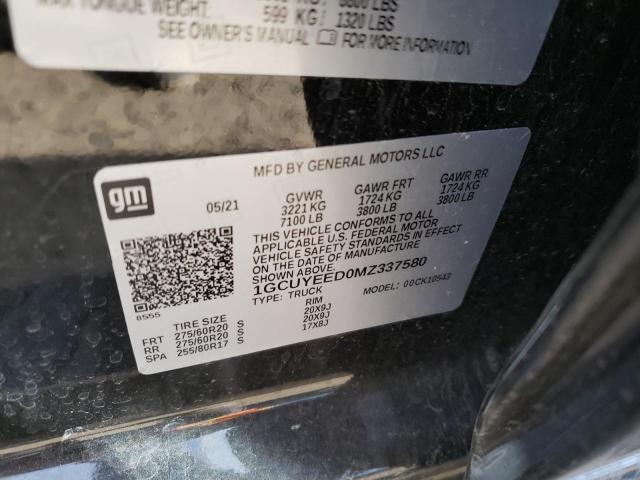 MAX TONGUE WEIGHT: 599 KG 1320 LBS
SEE OWNER'S MANUAL FOR MORE INFORMATION
MFD BY GENERAL MOTORS LLC
gm
05/21 GVWR GAWR FRT GAWR RR
3221 KG 1724 KG 1724 KG
7100 LB 3800 LB 3800 LB
THIS VEHICLE CONFORMS TO ALL
APPLICABLE U.S. FEDERAL MOTOR
VEHICLE SAFETY STANDARDS IN
EFFECT ON THE DATE OF MANUFACTURE
SHOWN ABOVE.
1GCUYEED0MZ337580
TYPE: TRUCK MODEL: 00CK10543
8555
TIRE SIZE RIM
FRT 275/60R20 S 20X9J
RR 275/60R20 S 20X9J
SPA 255/80R17 S 17X8J